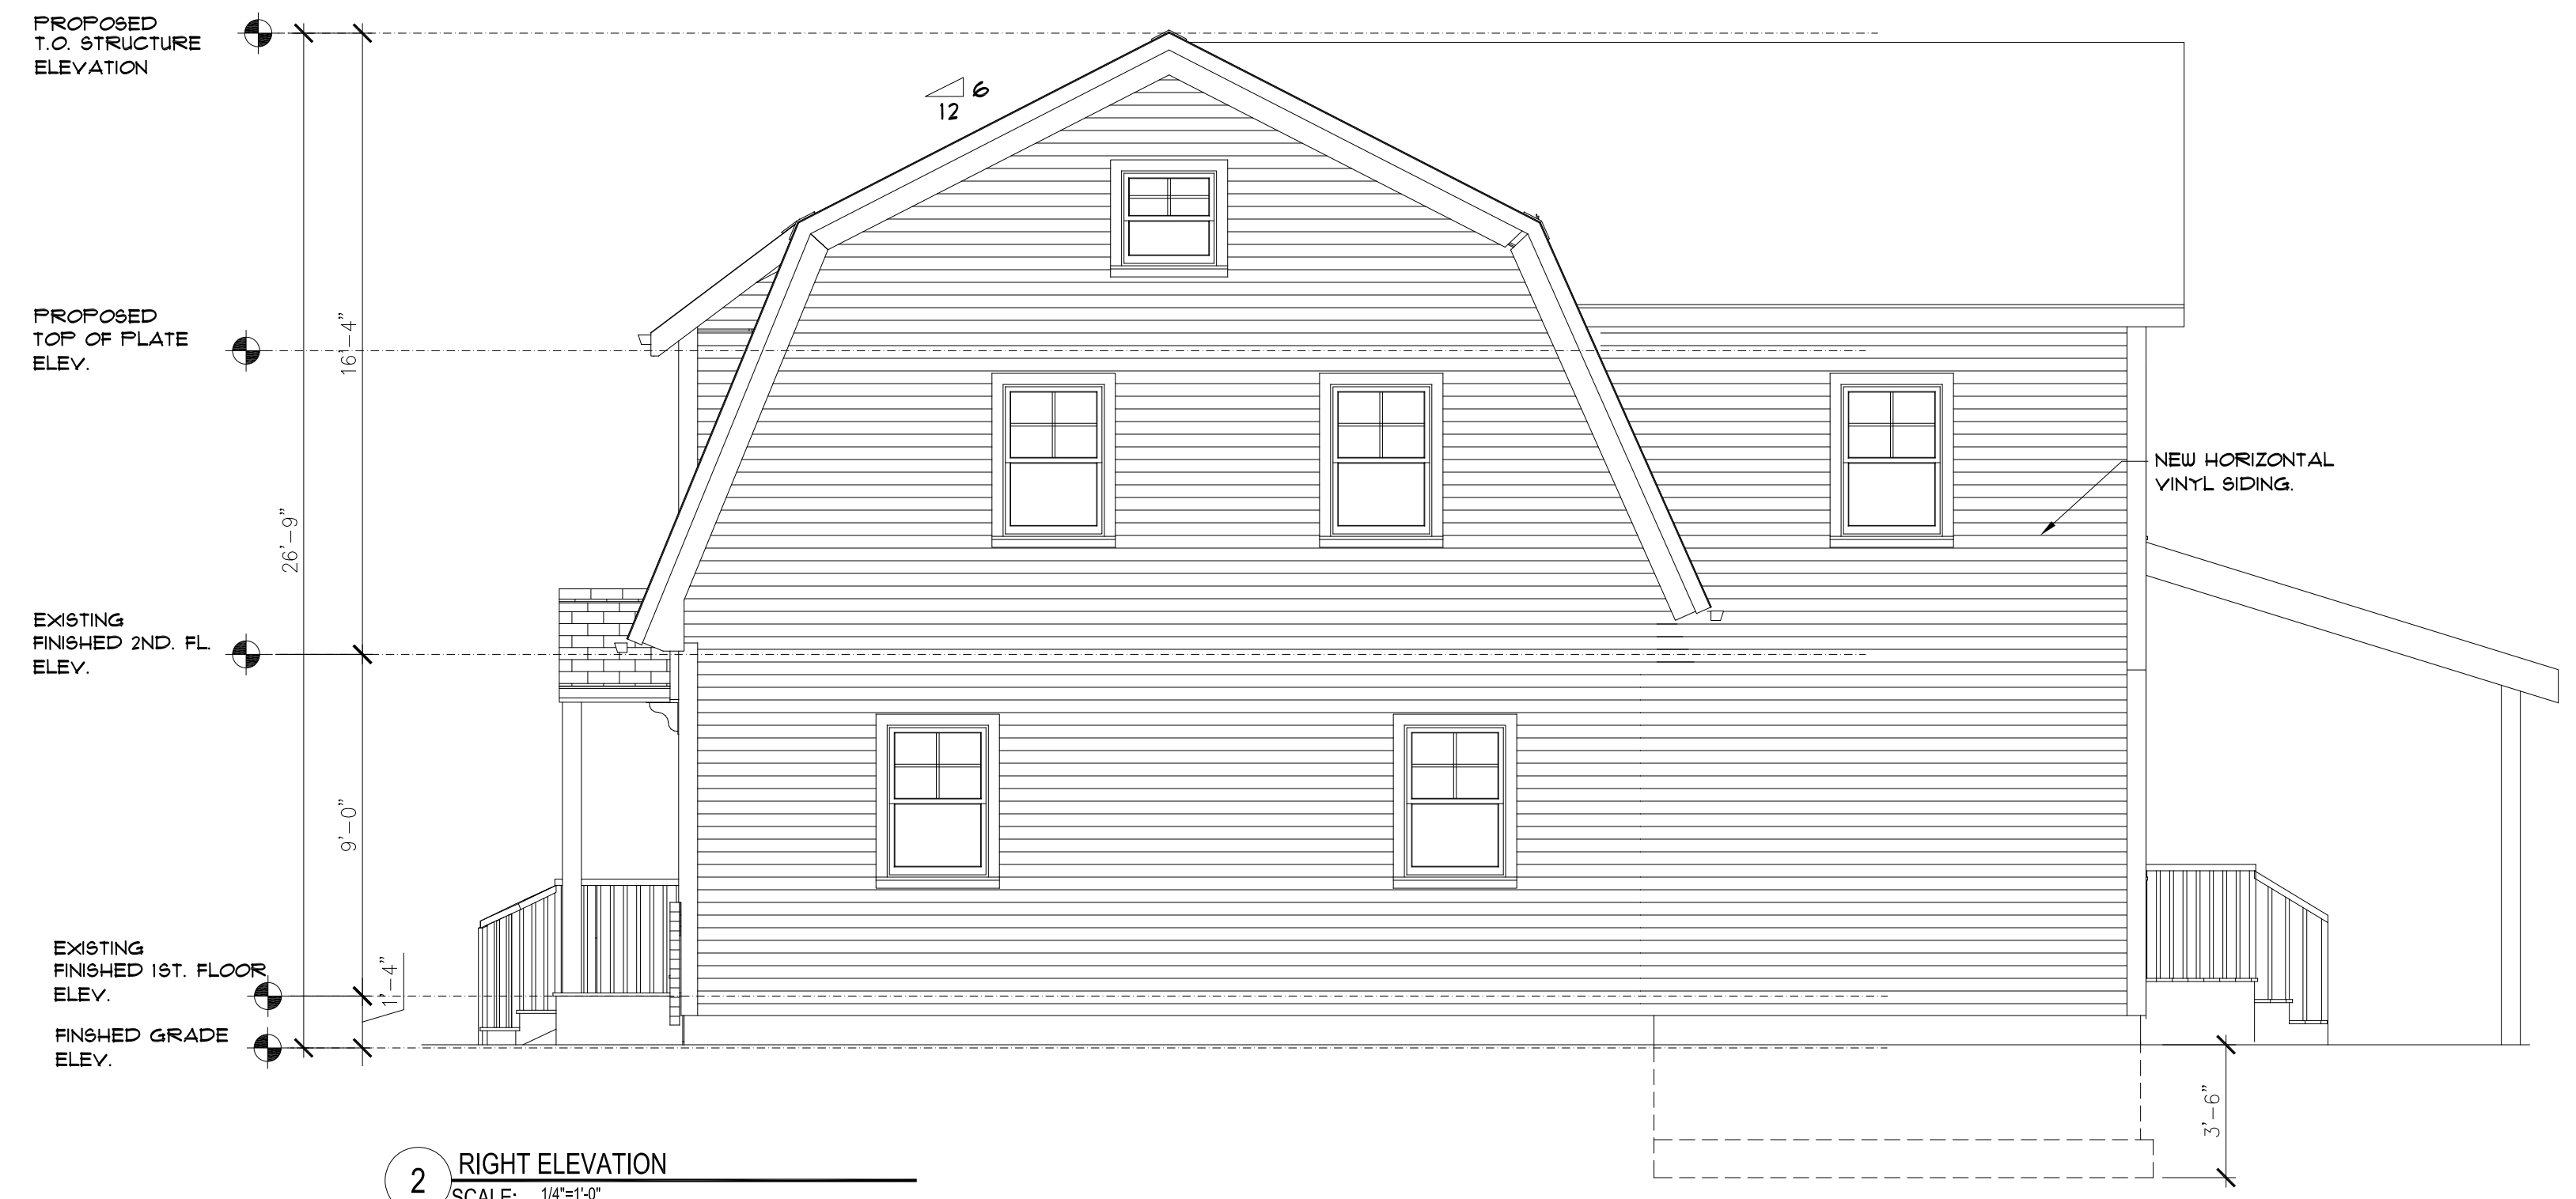 PROPOSED
T.O. STRUCTURE
ELEVATION
6
12
PROPOSED
TOP OF PLATE
ELEV.
16'-4"
NEW HORIZONTAL
VINYL SIDING.
26'-9"
EXISTING
FINISHED 2ND. FL.
ELEV.
9'-0"
EXISTING
FINISHED 1ST. FLOOR
ELEV.
1'-4"
FINSHED GRADE
ELEV.
3'-6"
2
RIGHT ELEVATION
SCALE: 1/4"=1'-0"